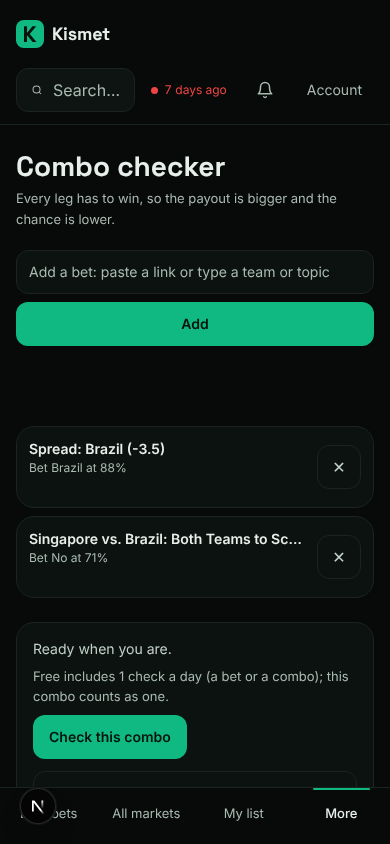 K Kismet
Search...
7 days ago
Account
Combo checker
Every leg has to win, so the payout is bigger and the
chance is lower.
Add a bet: paste a link or type a team or topic
Add
Spread: Brazil (-3.5)
Bet Brazil at 88%
Singapore vs. Brazil: Both Teams to Sc...
Bet No at 71%
Ready when you are.
Free includes 1 check a day (a bet or a combo); this
combo counts as one.
Check this combo
N
bets
All markets
My list
More